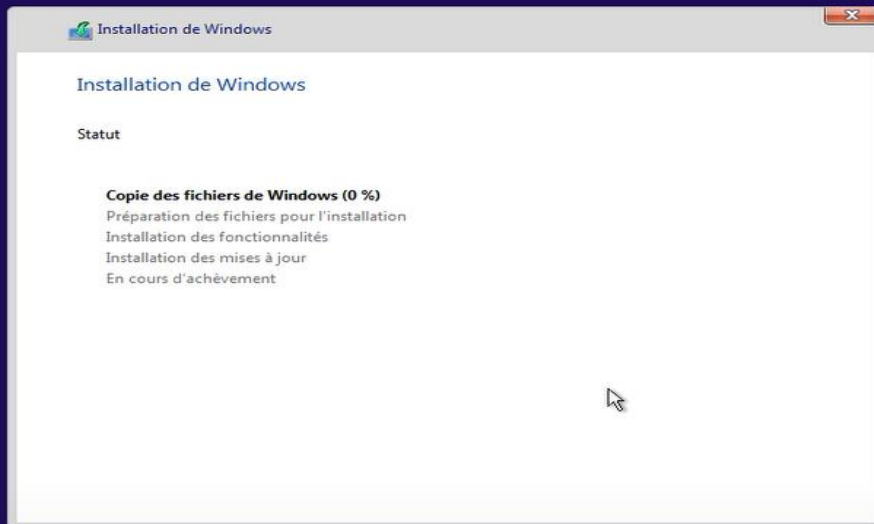 Installation de Windows
Installation de Windows
Statut
Copie des fichiers de Windows (0 %)
Préparation des fichiers pour l'installation
Installation des fonctionnalités
Installation des mises à jour
En cours d'achèvement